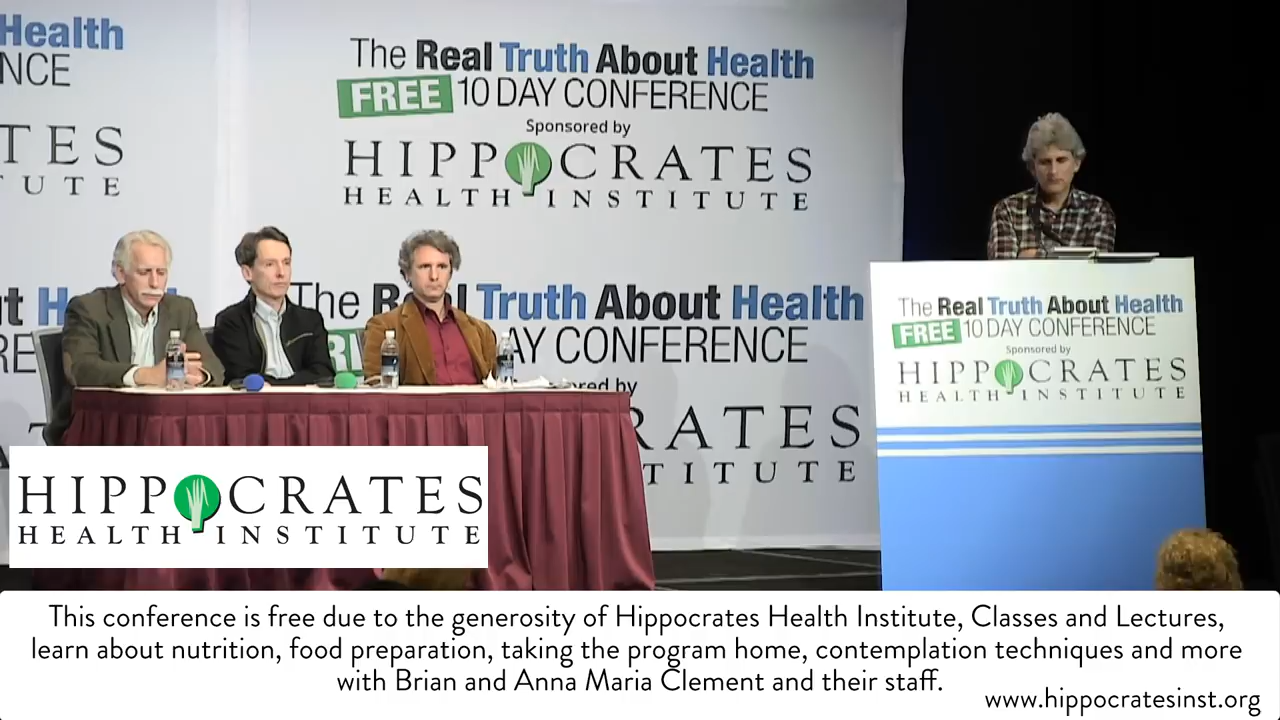 Health
NCE
TES
UTE
The Real Truth About Health
FREE 10 DAY CONFERENCE
Sponsored by
HIPPOCRATES
HEALTH INSTITUTE
The Real Truth About Health
AY CONFERENCE
red by
RATES
TITUTE
The Real Truth About Health
FREE 10 DAY CONFERENCE
Sponsored by
HIPPOCRATES
HEALTH INSTITUTE
HIPPOCRATES
HEALTH INSTITUTE
This conference is free due to the generosity of Hippocrates Health Institute, Classes and Lectures,
learn about nutrition, food preparation, taking the program home, contemplation techniques and more
with Brian and Anna Maria Clement and their staff.
www.hippocratesinst.org